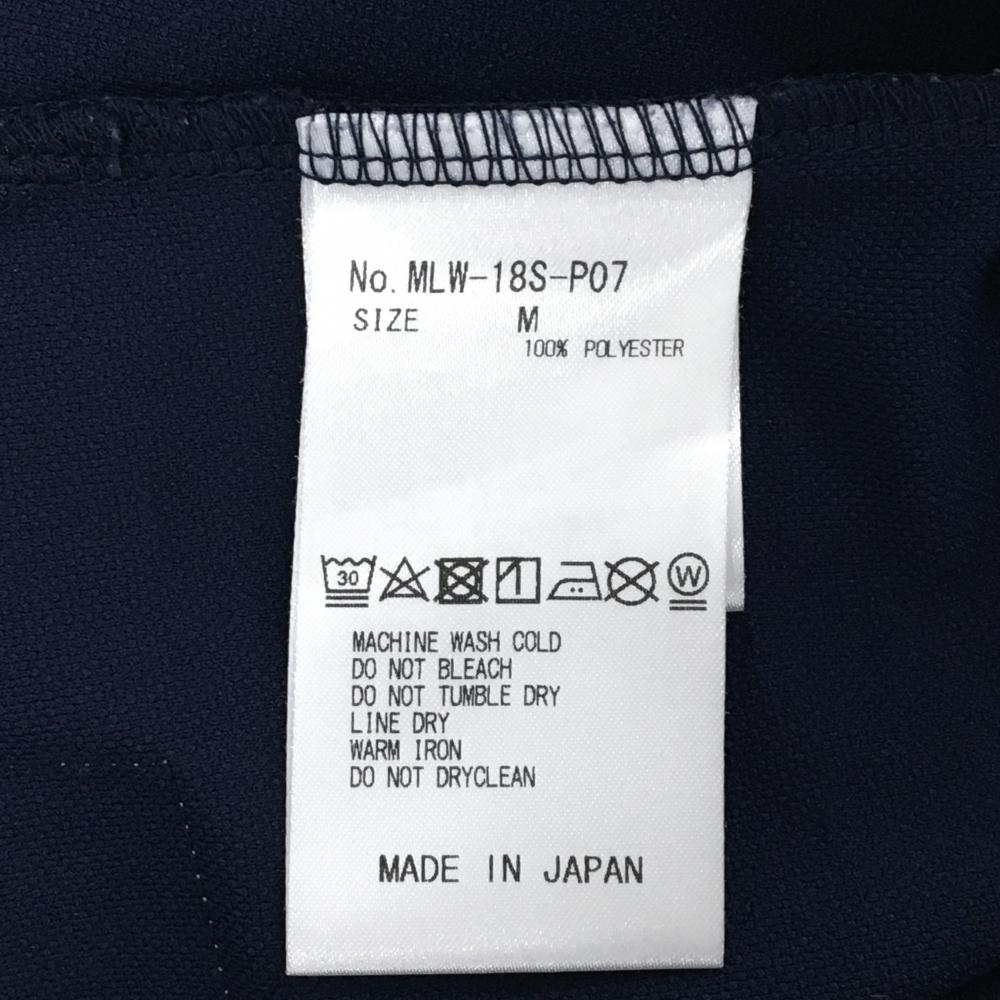 No. MLW-18S-P07
SIZE M
100% POLYESTER
30 W
MACHINE WASH COLD
DO NOT BLEACH
DO NOT TUMBLE DRY
LINE DRY
WARM IRON
DO NOT DRYCLEAN
MADE IN JAPAN